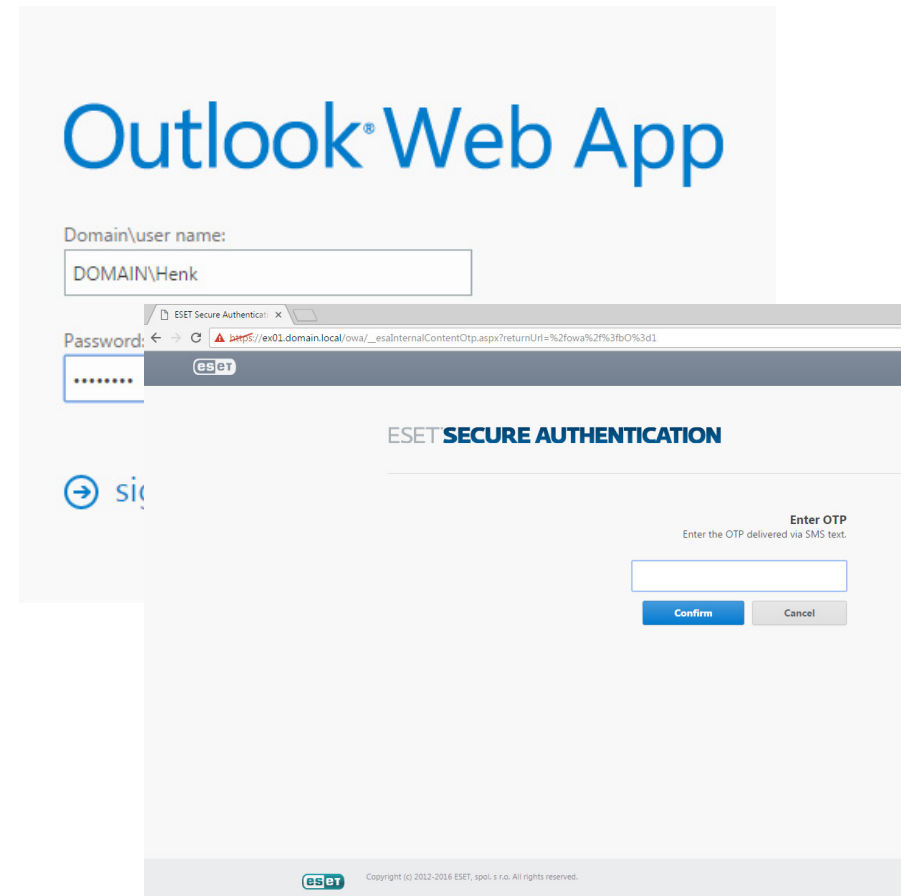 Outlook® Web App
Domain\user name:
DOMAIN\Henk
Password:
••••••••
ESET Secure Authenticati
https://ex01.domain.local/owa/__esaInternalContentOtp.aspx?returnUrl=%2fowa%2f%3fbO%3d1
eset
ESET SECURE AUTHENTICATION
sig
Enter OTP
Enter the OTP delivered via SMS text.
Confirm Cancel
eset Copyright (c) 2012-2016 ESET, spol. s r.o. All rights reserved.